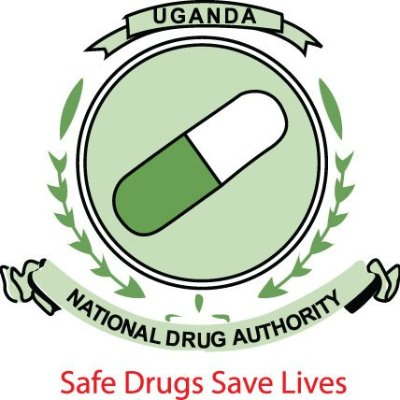 UGANDA
NATIONAL DRUG AUTHORITY
Safe Drugs Save Lives